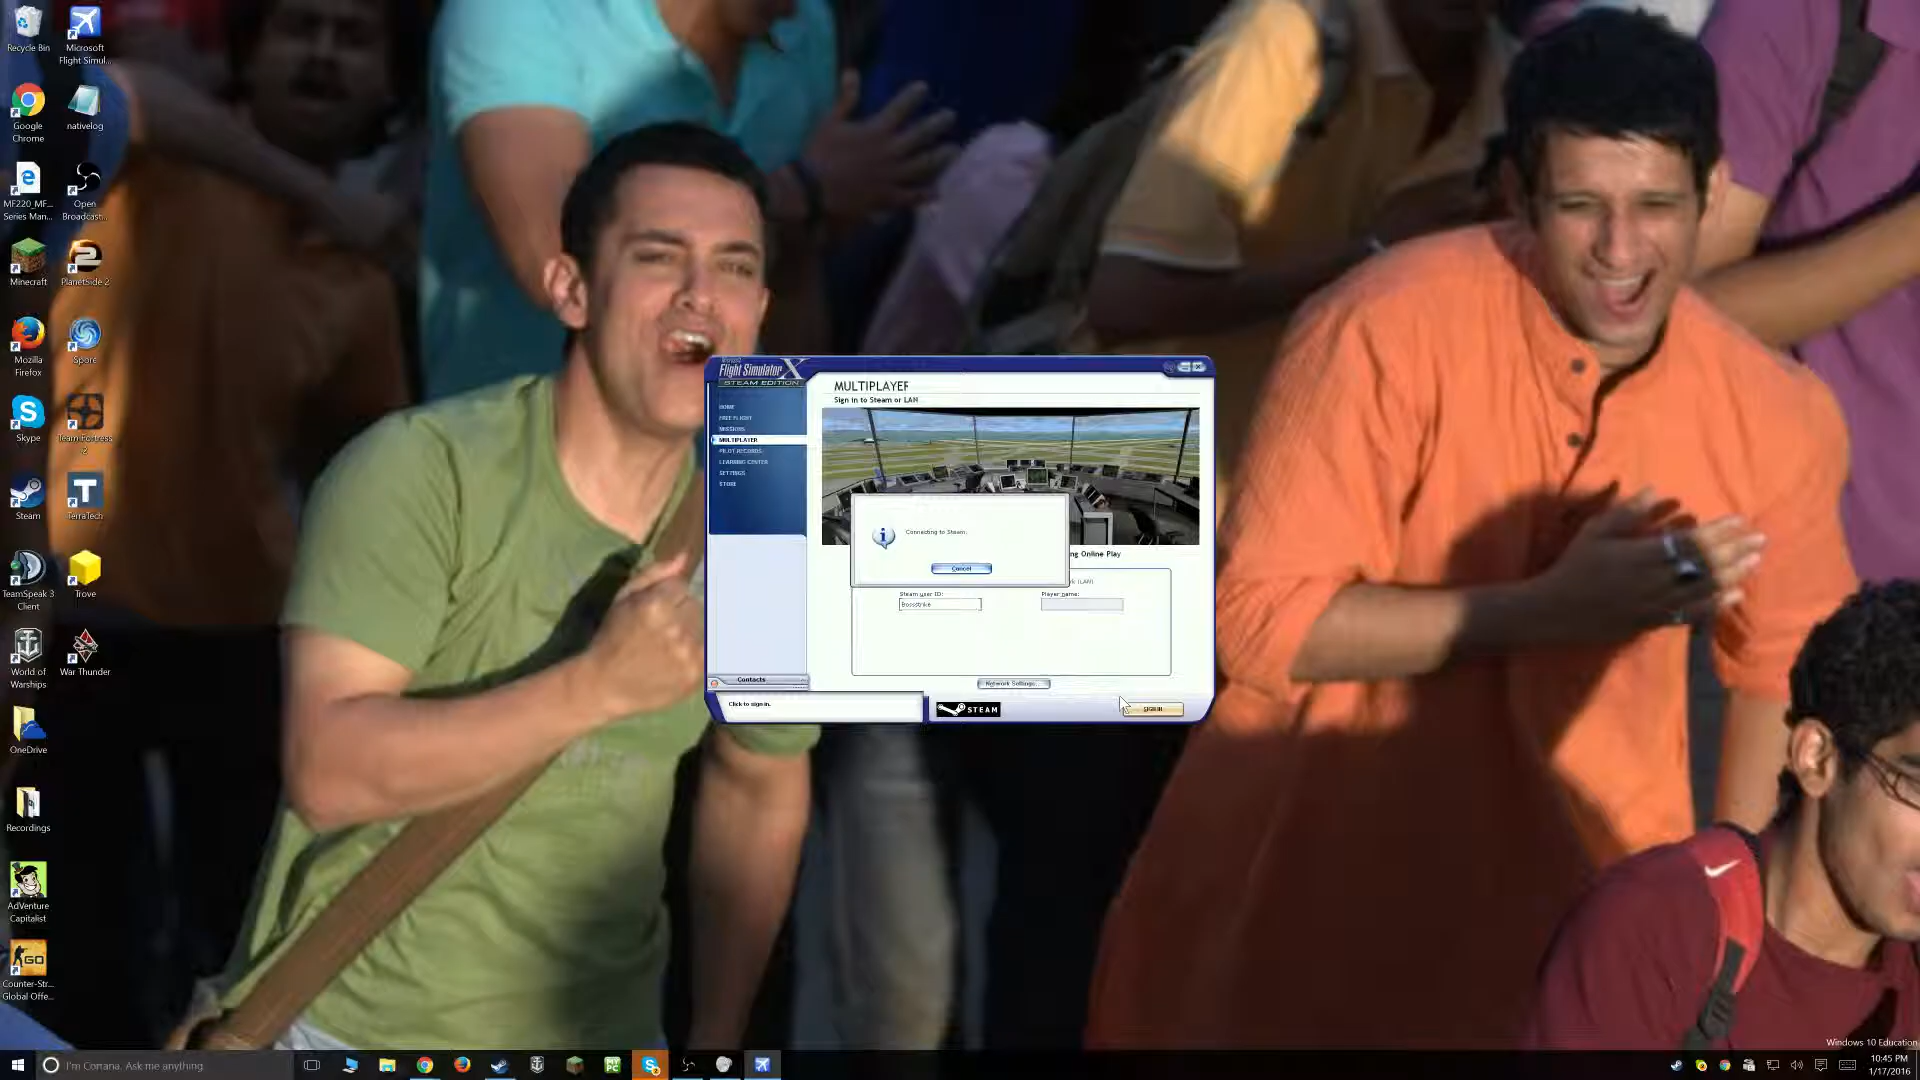 Recycle Bin
Microsoft
Flight Simul...
Google
Chrome
nativelog
MF220_MF...
Series Man...
Open
Broadcast...
Minecraft
PlanetSide 2
Mozilla
Firefox
Spore
Skype
Team Fortress
2
Steam
TerraTech
TeamSpeak 3
Client
Trove
World of
Warships
War Thunder
OneDrive
Recordings
AdVenture
Capitalist
GO
Counter-Str...
Global Offe...
Microsoft
Flight Simulator X
STEAM EDITION
HOME
FREE FLIGHT
MISSIONS
MULTIPLAYER
PILOT RECORDS
LEARNING CENTER
SETTINGS
STORE
MULTIPLAYER
Sign in to Steam or LAN
Connecting to Steam.
Cancel
ng Online Play
rk (LAN)
Steam user ID:
Player name:
Bossstrike
Network Settings...
Contacts
Click to sign in.
STEAM
SIGN IN
Windows 10 Education
I'm Cortana. Ask me anything.
10:45 PM
1/17/2016